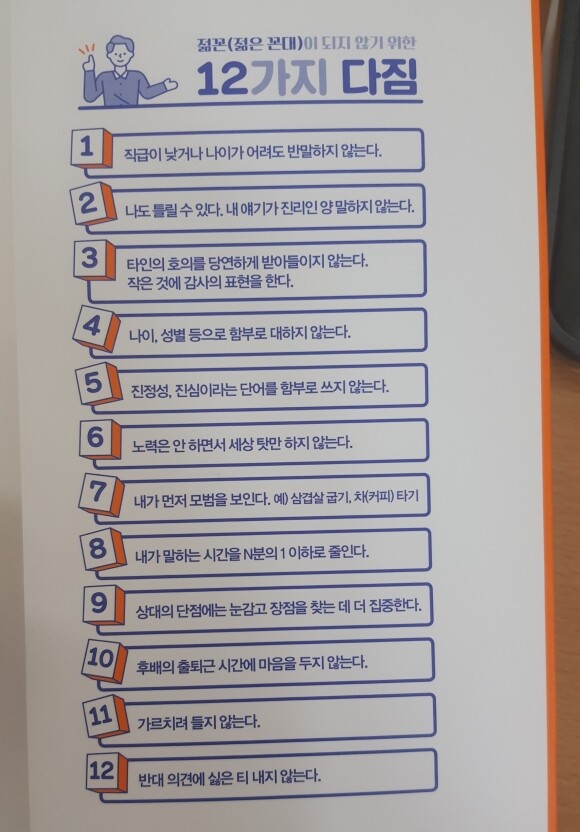 젊꼰(젊은 꼰대)이 되지 않기 위한
12가지 다짐
1 직급이 낮거나 나이가 어려도 반말하지 않는다.
2 나도 틀릴 수 있다. 내 얘기가 진리인 양 말하지 않는다.
3 타인의 호의를 당연하게 받아들이지 않는다.
작은 것에 감사의 표현을 한다.
4 나이, 성별 등으로 함부로 대하지 않는다.
5 진정성, 진심이라는 단어를 함부로 쓰지 않는다.
6 노력은 안 하면서 세상 탓만 하지 않는다.
7 내가 먼저 모범을 보인다. 예) 삼겹살 굽기, 차(커피) 타기
8 내가 말하는 시간을 N분의 1 이하로 줄인다.
9 상대의 단점에는 눈감고 장점을 찾는 데 더 집중한다.
10 후배의 출퇴근 시간에 마음을 두지 않는다.
11 가르치려 들지 않는다.
12 반대 의견에 싫은 티 내지 않는다.